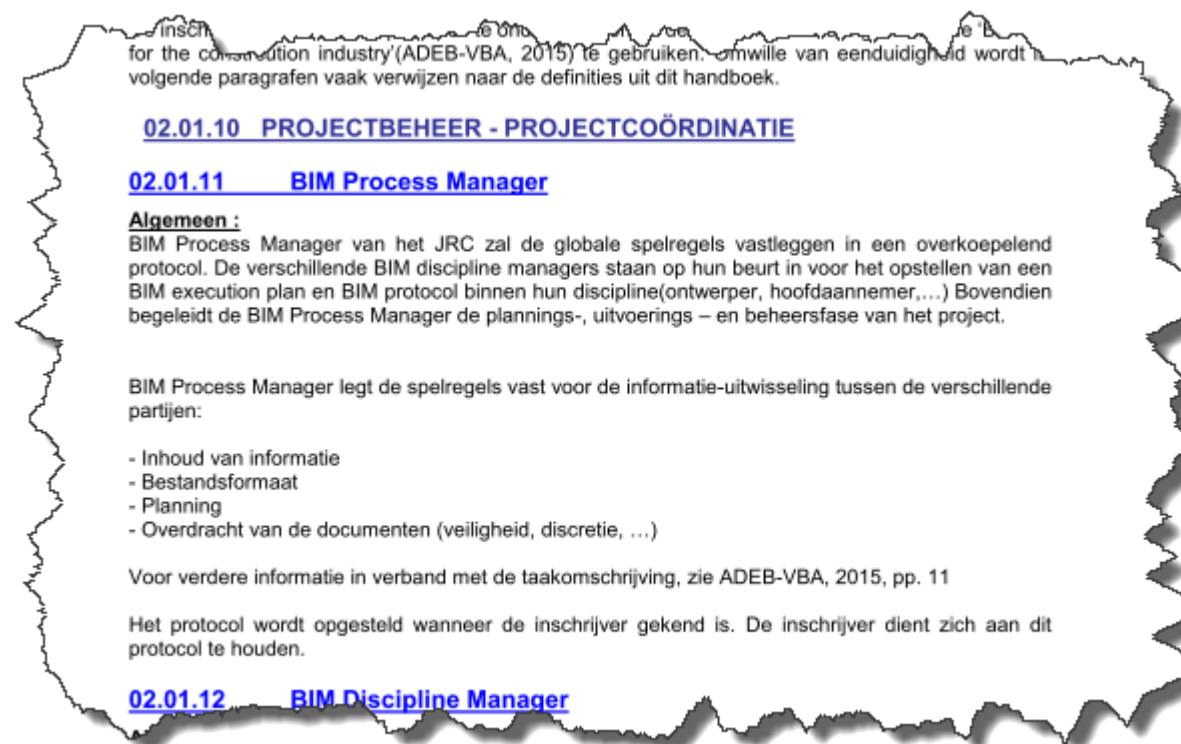 for the construction industry'(ADEB-VBA, 2015) te gebruiken. Omwille van eenduidigheid wordt
volgende paragrafen vaak verwijzen naar de definities uit dit handboek.
02.01.10 PROJECTBEHEER - PROJECTCOÖRDINATIE
02.01.11 BIM Process Manager
Algemeen :
BIM Process Manager van het JRC zal de globale spelregels vastleggen in een overkoepelend
protocol. De verschillende BIM discipline managers staan op hun beurt in voor het opstellen van een
BIM execution plan en BIM protocol binnen hun discipline(ontwerper, hoofdaannemer,…) Bovendien
begeleidt de BIM Process Manager de plannings-, uitvoerings – en beheersfase van het project.
BIM Process Manager legt de spelregels vast voor de informatie-uitwisseling tussen de verschillende
partijen:
- Inhoud van informatie
- Bestandsformaat
- Planning
- Overdracht van de documenten (veiligheid, discretie, …)
Voor verdere informatie in verband met de taakomschrijving, zie ADEB-VBA, 2015, pp. 11
Het protocol wordt opgesteld wanneer de inschrijver gekend is. De inschrijver dient zich aan dit
protocol te houden.
02.01.12 BIM Discipline Manager